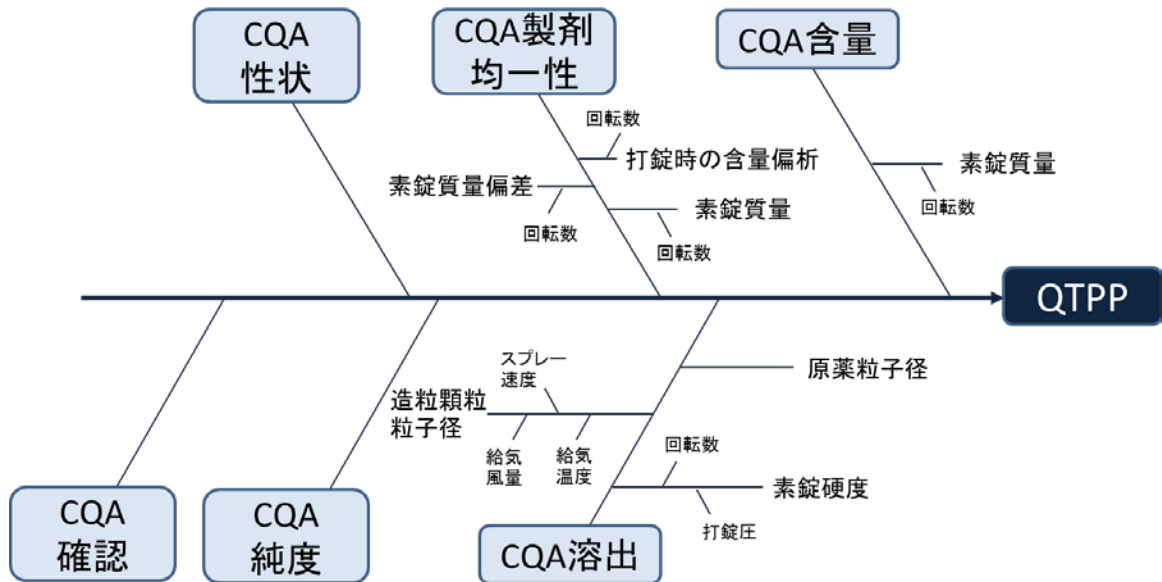 CQA
性状
CQA製剤
均一性
CQA含量
回転数
打錠時の含量偏析
素錠質量偏差
回転数
素錠質量
回転数
素錠質量
回転数
QTPP
スプレー
速度
造粒顆粒
粒子径
給気
風量
給気
温度
原薬粒子径
回転数
素錠硬度
打錠圧
CQA
確認
CQA
純度
CQA溶出